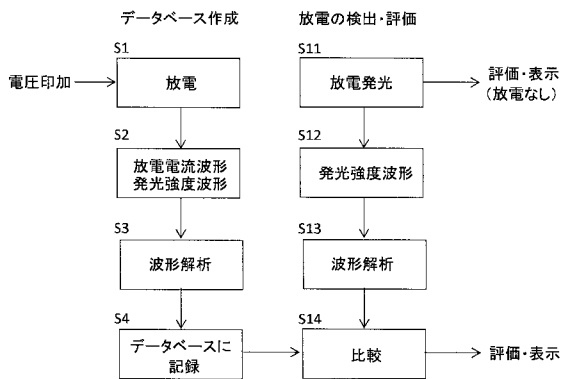 データベース作成
放電の検出・評価
S1
S11
電圧印加
放電
放電発光
評価・表示
(放電なし)
S2
S12
放電電流波形
発光強度波形
発光強度波形
S3
S13
波形解析
波形解析
S4
S14
データベースに
記録
比較
評価・表示